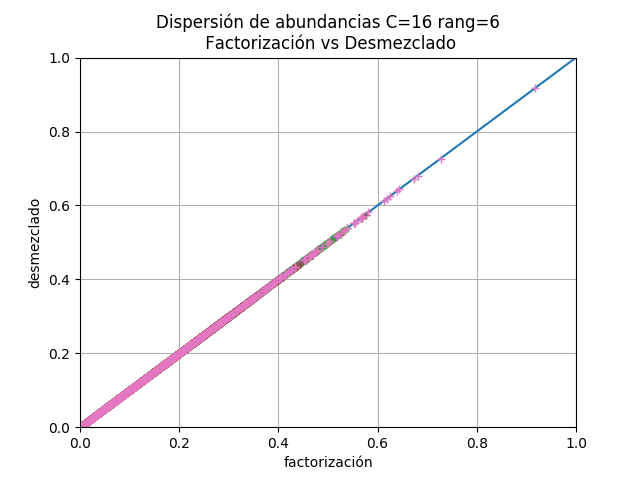 Dispersión de abundancias C=16 rang=6
Factorización vs Desmezclado
1.0
0.8
0.6
0.4
0.2
0.0
desmezclado
0.0 0.2 0.4 0.6 0.8 1.0
factorización